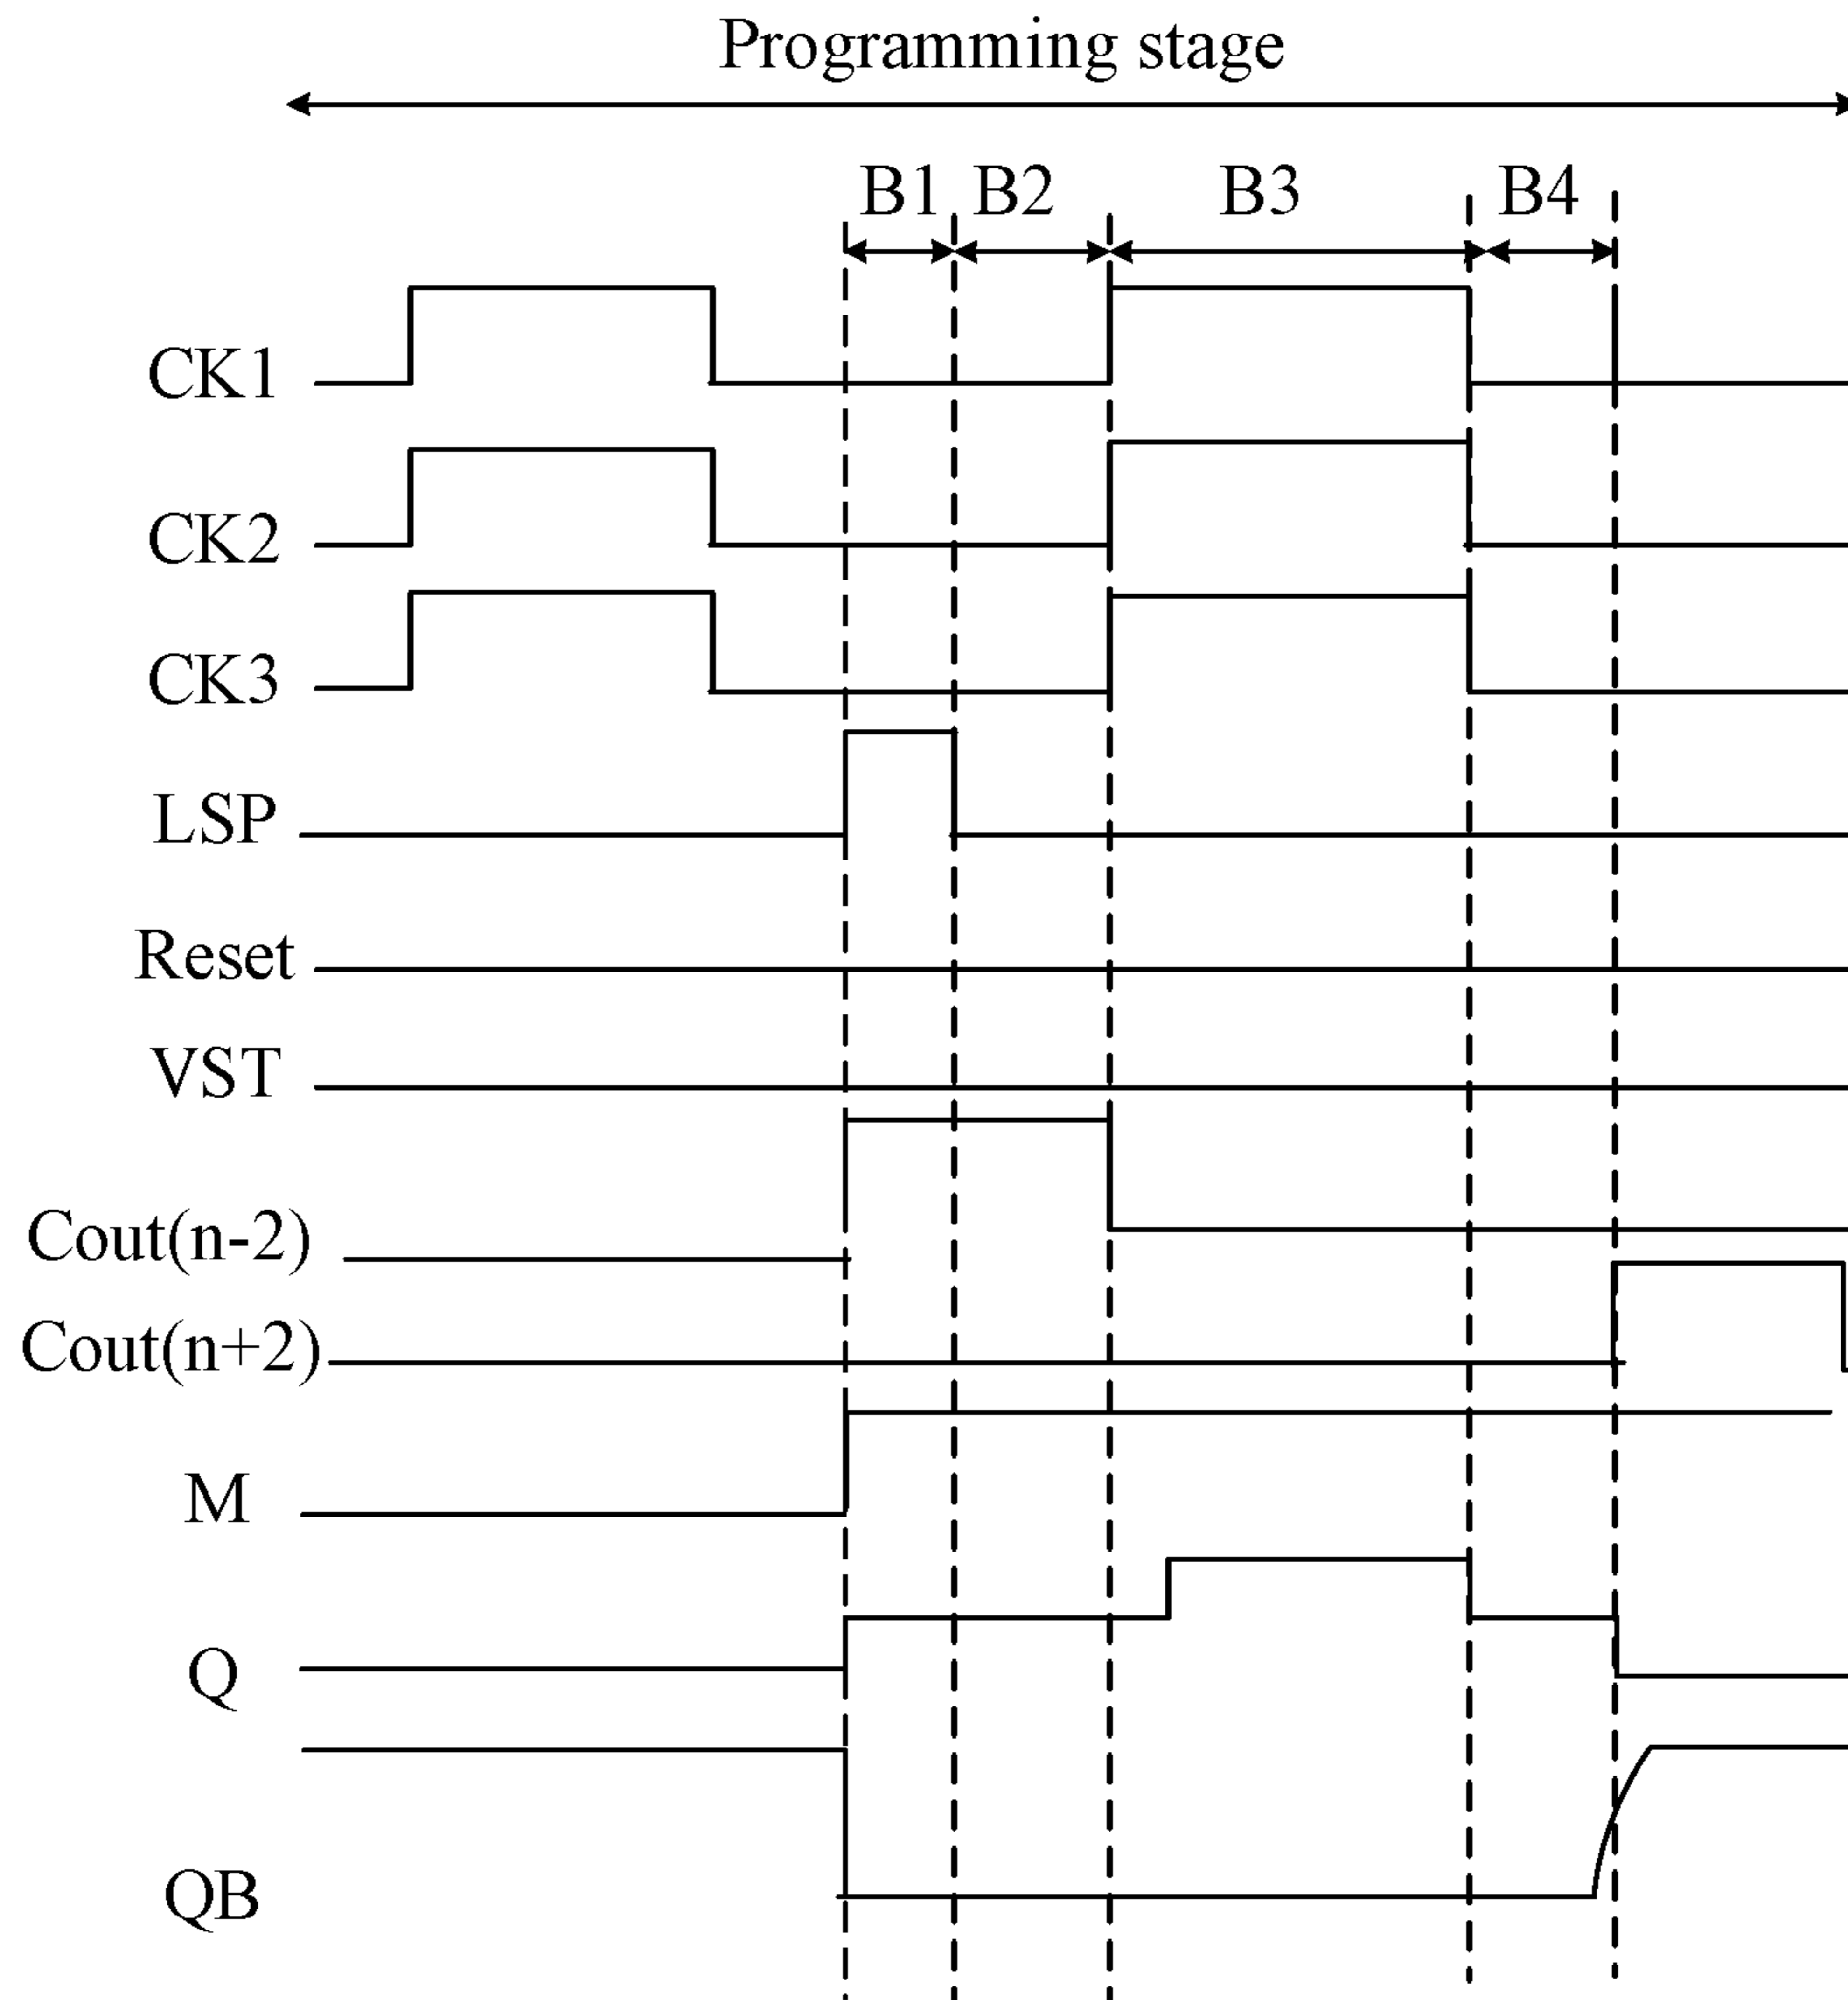 Programming stage
B1 B2 B3 B4
CK1
CK2
CK3
LSP
Reset
VST
Cout(n-2)
Cout(n+2)
M
Q
QB